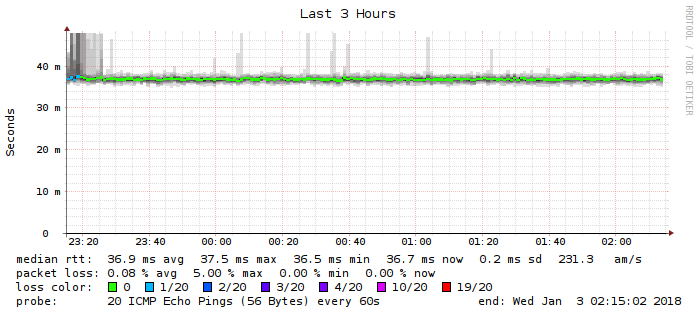 Last 3 Hours
RRDTOOL / TOBI OETIKER
Seconds
40 m
30 m
20 m
10 m
0
23:20 23:40 00:00 00:20 00:40 01:00 01:20 01:40 02:00
median rtt: 36.9 ms avg 37.5 ms max 36.5 ms min 36.7 ms now 0.2 ms sd 231.3 am/s
packet loss: 0.08 % avg 5.00 % max 0.00 % min 0.00 % now
loss color: 0 1/20 2/20 3/20 4/20 10/20 19/20
probe: 20 ICMP Echo Pings (56 Bytes) every 60s end: Wed Jan 3 02:15:02 2018